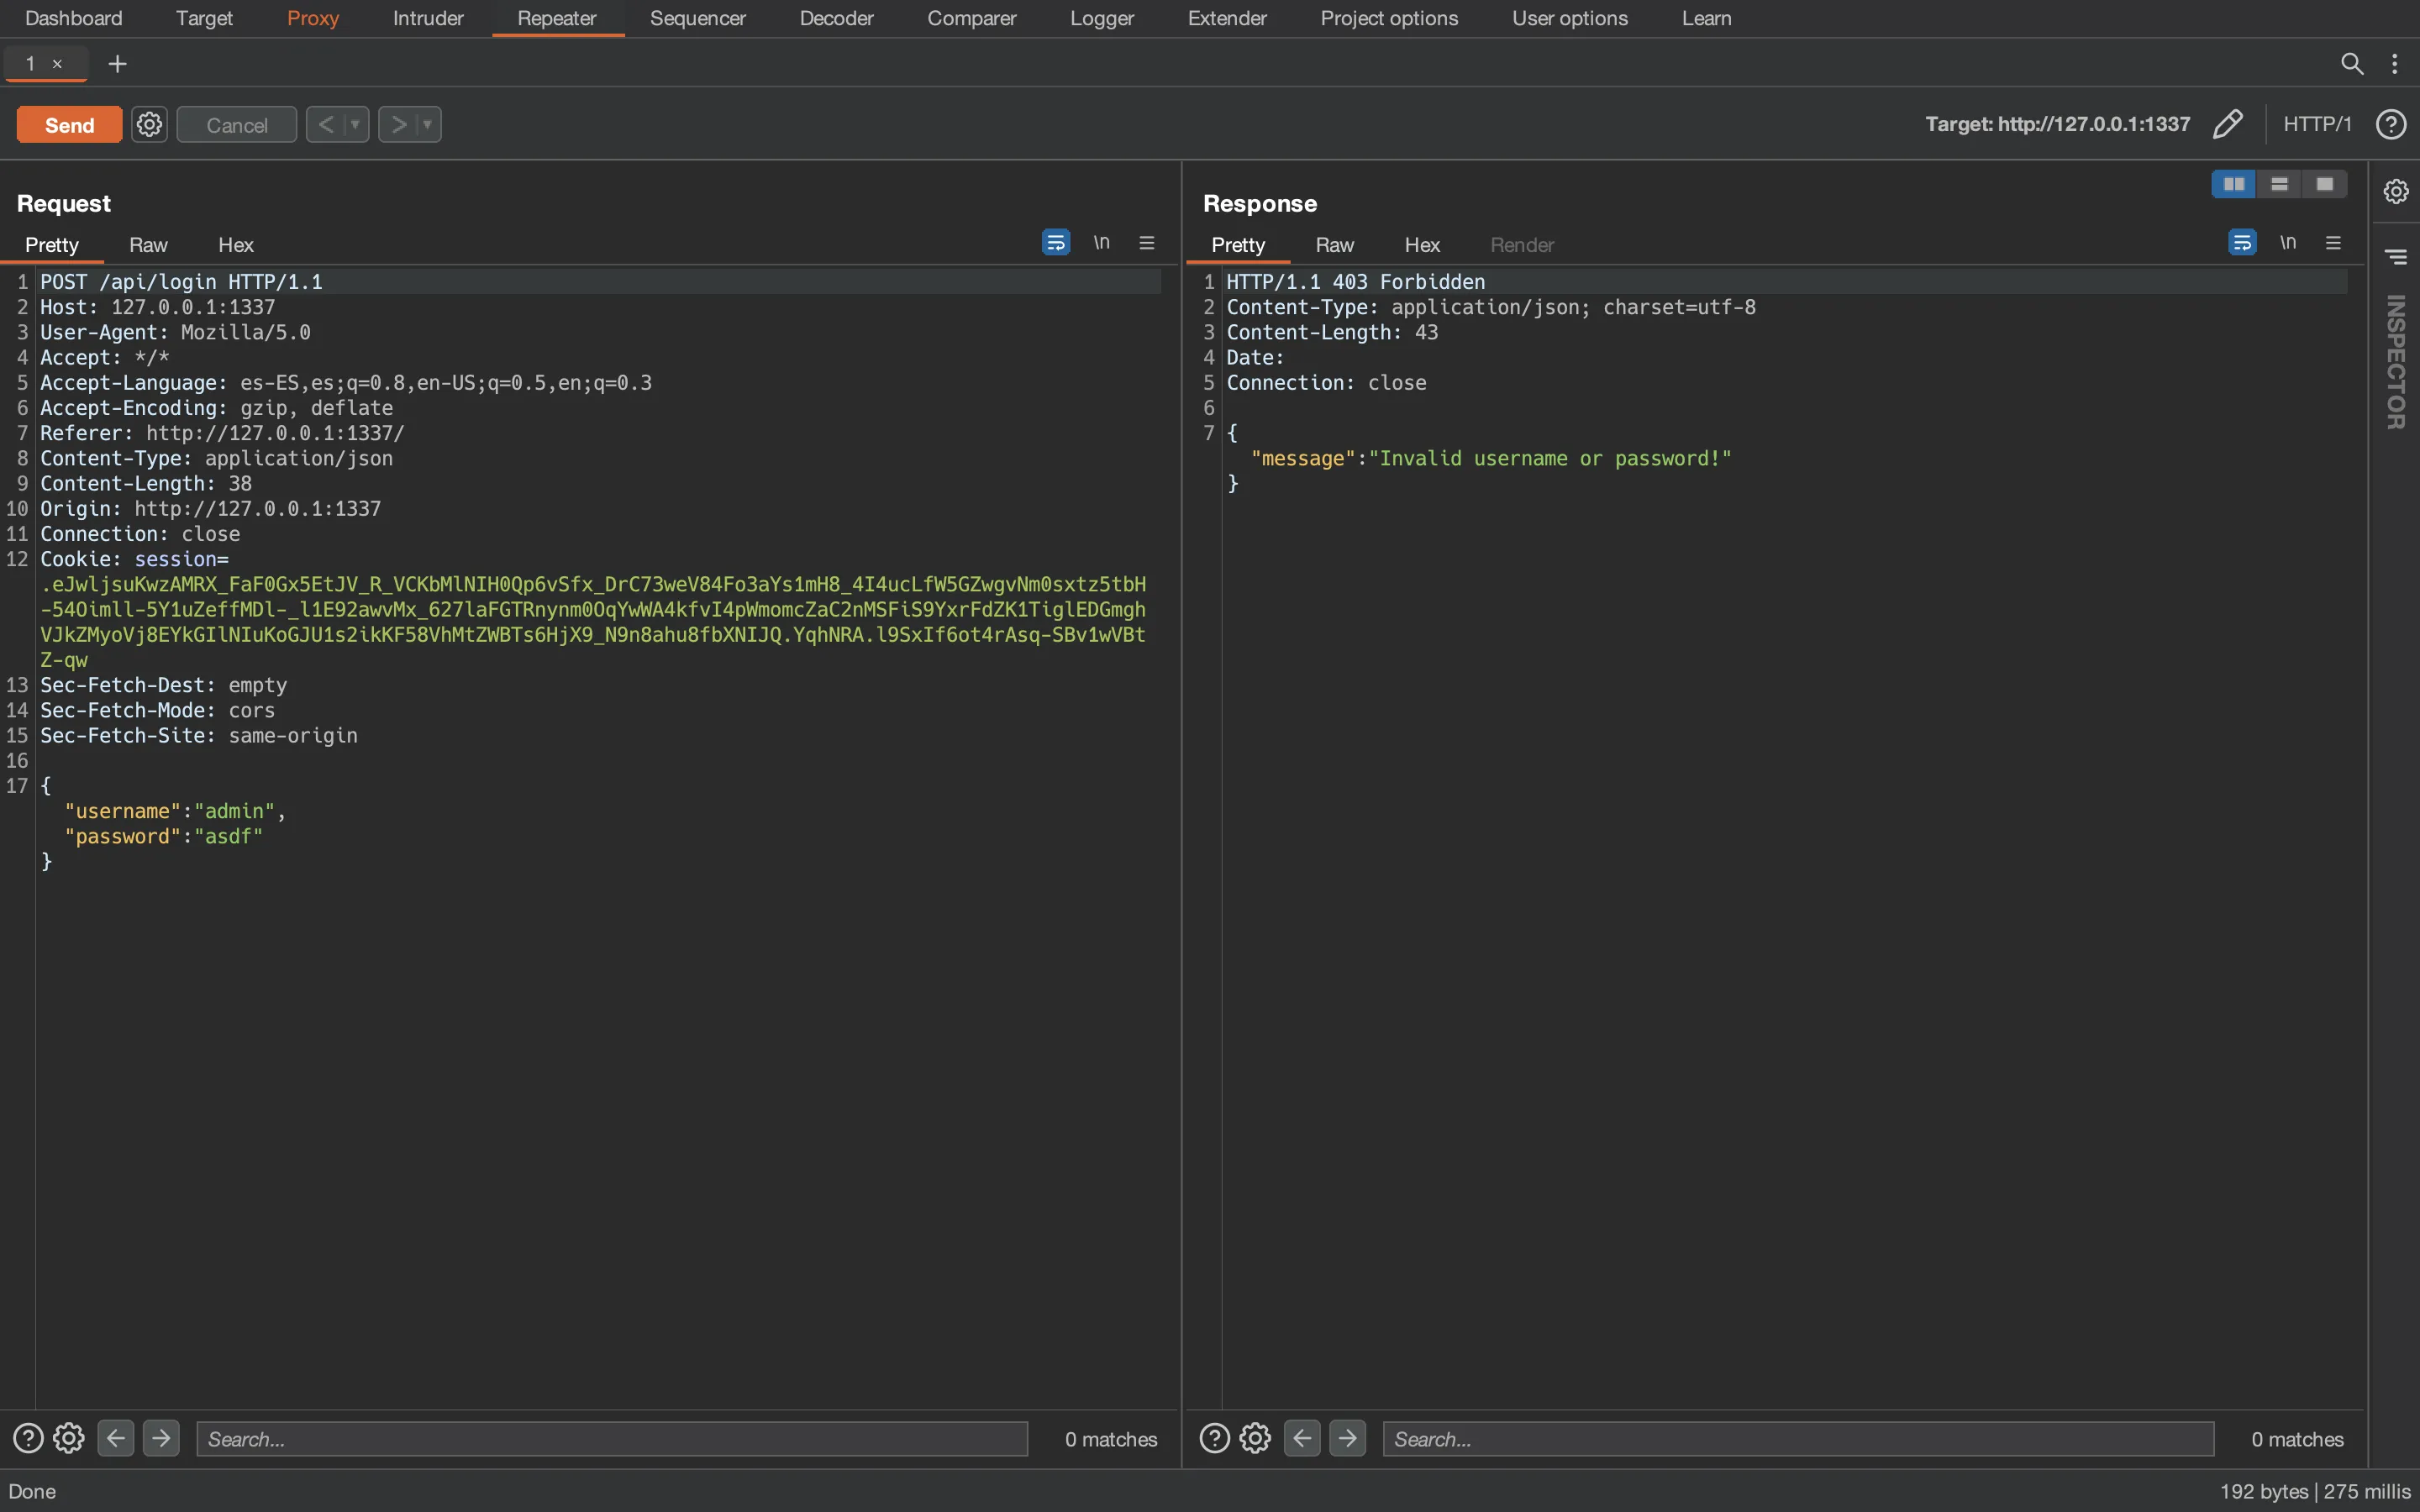 Dashboard Target Proxy Intruder Repeater Sequencer Decoder Comparer Logger Extender Project options User options Learn
1 × +
Send Cancel < > Target: http://127.0.0.1:1337 HTTP/1 ?
Request
Pretty Raw Hex \n
1 POST /api/login HTTP/1.1
2 Host: 127.0.0.1:1337
3 User-Agent: Mozilla/5.0
4 Accept: */*
5 Accept-Language: es-ES,es;q=0.8,en-US;q=0.5,en;q=0.3
6 Accept-Encoding: gzip, deflate
7 Referer: http://127.0.0.1:1337/
8 Content-Type: application/json
9 Content-Length: 38
10 Origin: http://127.0.0.1:1337
11 Connection: close
12 Cookie: session=
.eJwljsuKwzAMRX_FaF0Gx5EtJV_R_VCKbMlNIH0Qp6vSfx_DrC73weV84Fo3aYs1mH8_4I4ucLfW5GZwgvNm0sxtz5tbH
-54Oimll-5Y1uZeffMDl-_l1E92awvMx_627laFGTRnynm0OqYwWA4kfvI4pWmomcZaC2nMSFiS9YxrFdZK1TiglEDGmgh
VJkZMyoVj8EYkGIlNIuKoGJU1s2ikKF58VhMtZWBTs6HjX9_N9n8ahu8fbXNIJQ.YqhNRA.l9SxIf6ot4rAsq-SBv1wVBt
Z-qw
13 Sec-Fetch-Dest: empty
14 Sec-Fetch-Mode: cors
15 Sec-Fetch-Site: same-origin
16
17 {
"username":"admin",
"password":"asdf"
}
? Search... 0 matches
Response
Pretty Raw Hex Render \n
1 HTTP/1.1 403 Forbidden
2 Content-Type: application/json; charset=utf-8
3 Content-Length: 43
4 Date:
5 Connection: close
6
7 {
"message":"Invalid username or password!"
}
? Search... 0 matches
INSPECTOR
Done 192 bytes | 275 millis